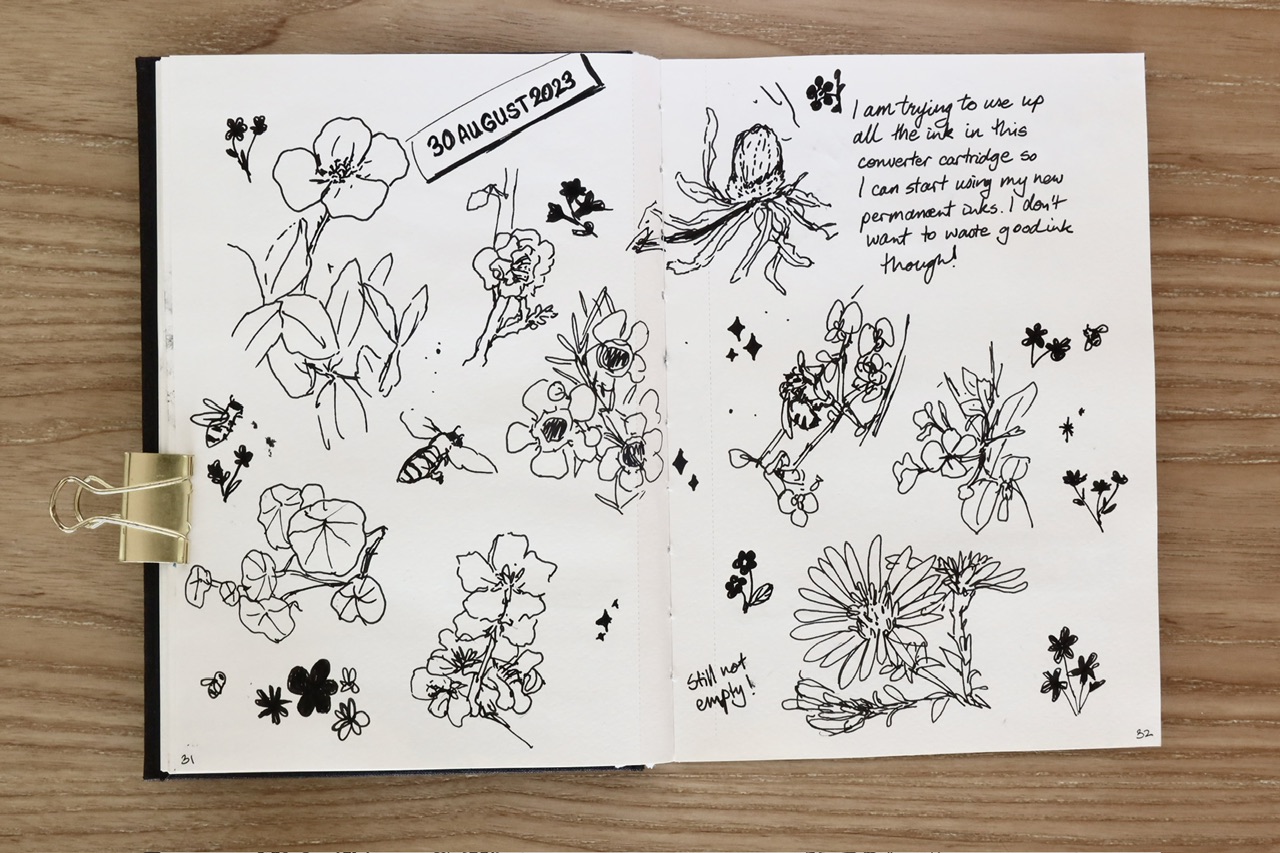 30 AUGUST 2023
I am trying to use up
all the ink in this
converter cartridge so
I can start using my new
permanent inks. I don't
want to waste good ink
though!
Still not
empty!
31
32